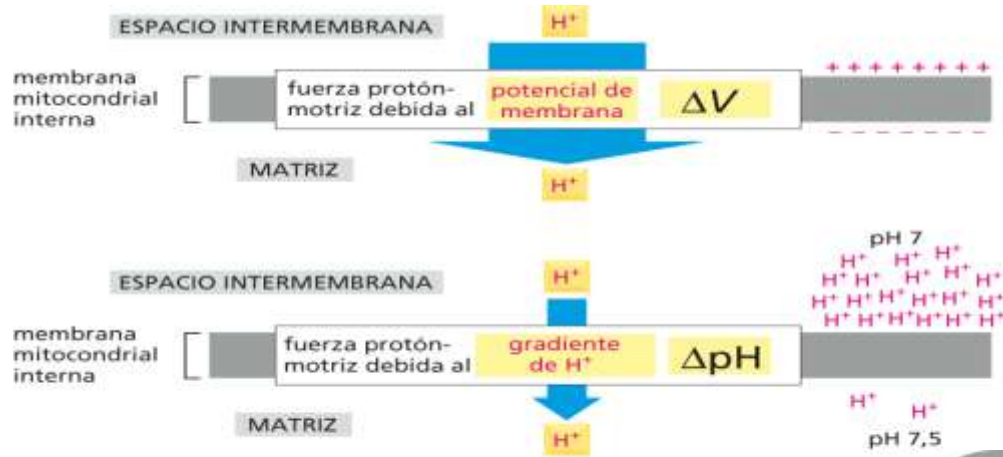 ESPACIO INTERMEMBRANA
H⁺
membrana
mitocondrial
interna
fuerza protón-
motriz debida al
potencial de
membrana
ΔV
+ + + + + + + +
– – – – – – – –
MATRIZ
H⁺
ESPACIO INTERMEMBRANA
H⁺
pH 7
H⁺ H⁺ H⁺
H⁺ H⁺ H⁺ H⁺ H⁺
H⁺ H⁺ H⁺ H⁺ H⁺ H⁺
H⁺ H⁺ H⁺ H⁺ H⁺ H⁺
membrana
mitocondrial
interna
fuerza protón-
motriz debida al
gradiente
de H⁺
ΔpH
MATRIZ
H⁺
H⁺ H⁺
pH 7,5